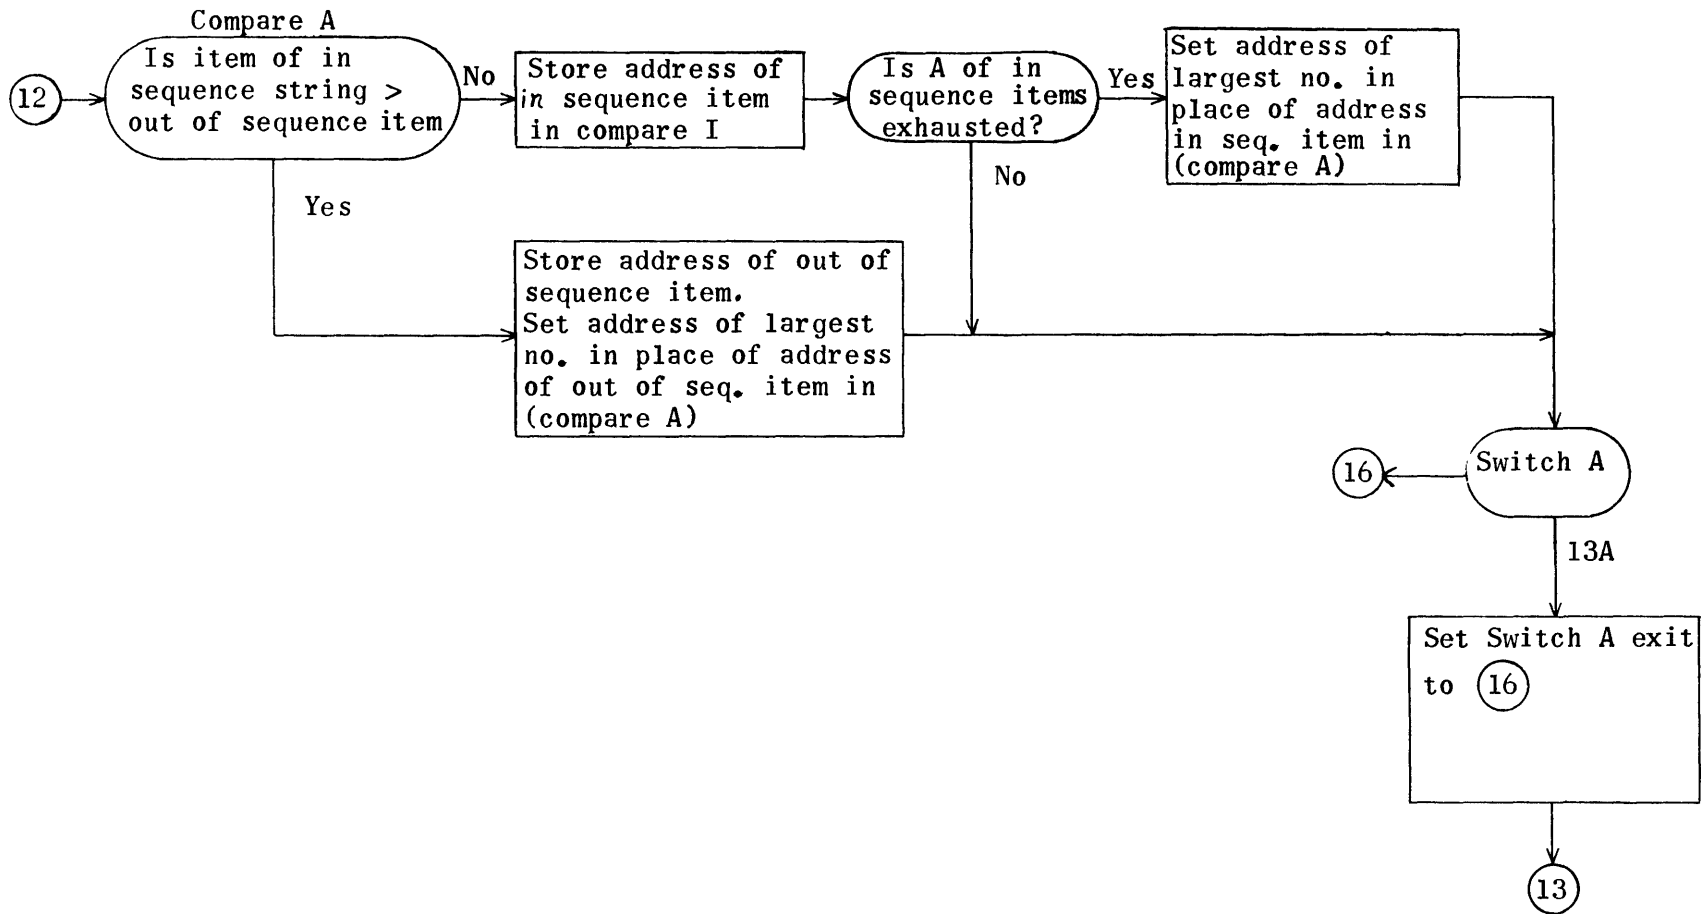 Compare A
12
Is item of in
sequence string >
out of sequence item
No
Store address of
in sequence item
in compare I
Is A of in
sequence items
exhausted?
Yes
Set address of
largest no. in
place of address
in seq. item in
(compare A)
No
Yes
Store address of out of
sequence item.
Set address of largest
no. in place of address
of out of seq. item in
(compare A)
16
Switch A
13A
Set Switch A exit
to 16
13